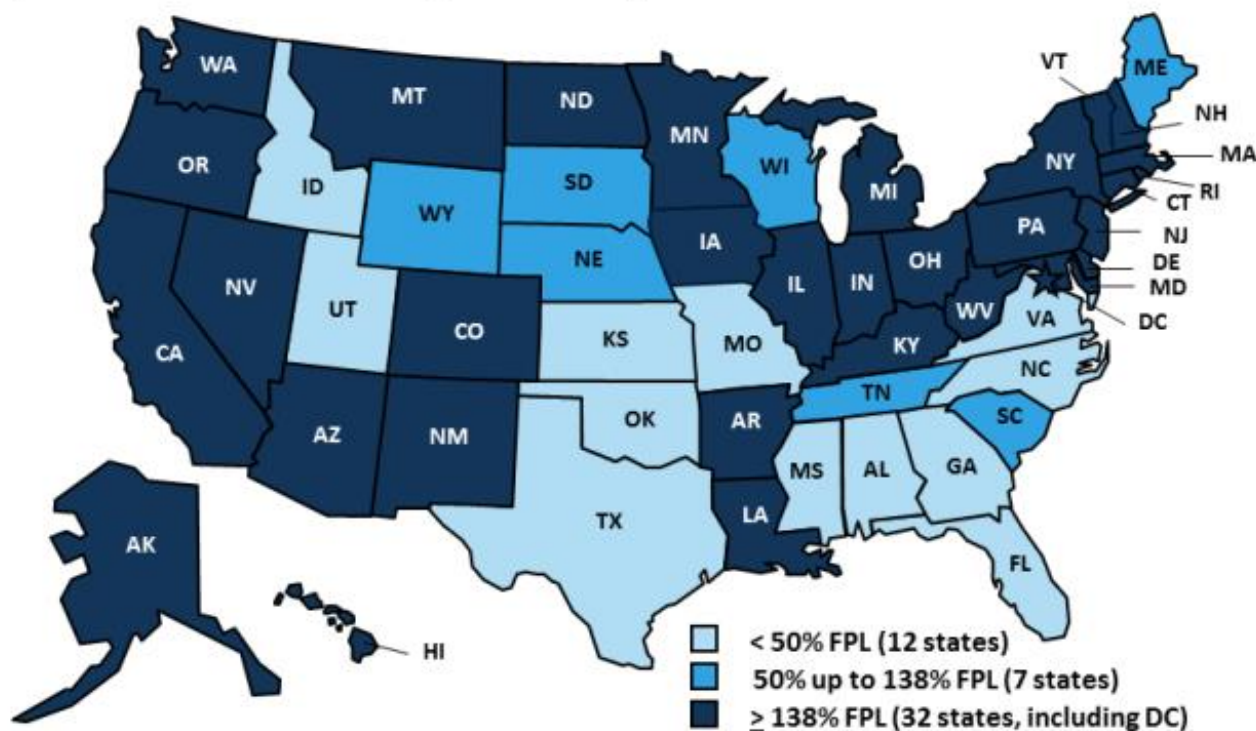 WA
MT
ND
MN
VT
ME
NH
MA
RI
CT
NJ
DE
MD
DC
OR
ID
WY
SD
WI
MI
NY
PA
NE
IA
IL
IN
OH
WV
VA
NV
UT
CO
KS
MO
KY
NC
CA
AZ
NM
OK
AR
TN
SC
MS
AL
GA
TX
LA
FL
AK
HI
< 50% FPL (12 states)
50% up to 138% FPL (7 states)
≥ 138% FPL (32 states, including DC)